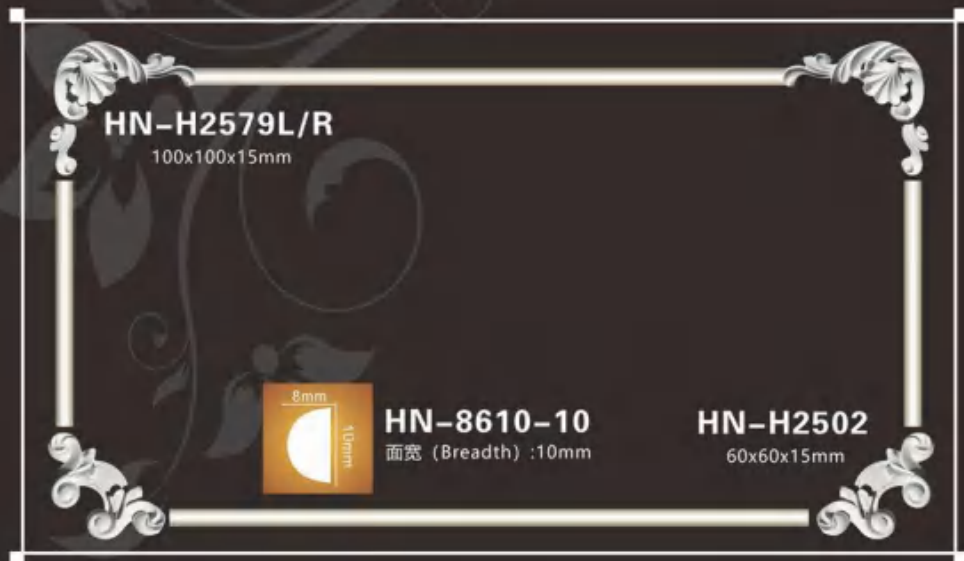 HN-H2579L/R
100x100x15mm
8mm
10mm
HN-8610-10
面宽 (Breadth) :10mm
HN-H2502
60x60x15mm